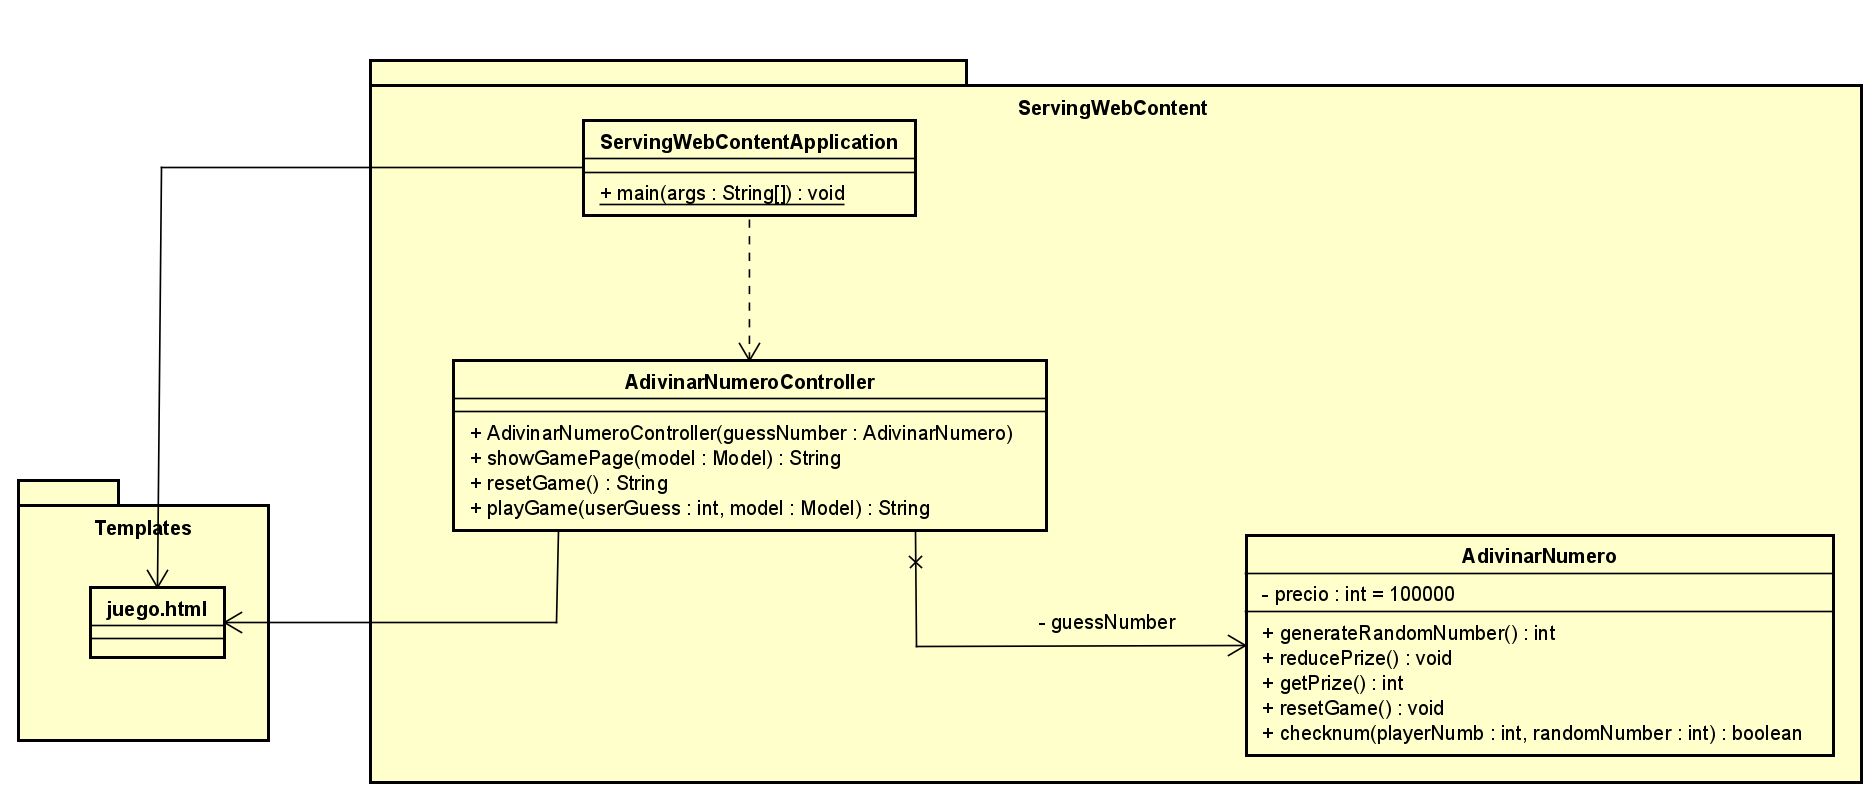 ServingWebContent
ServingWebContentApplication
+ main(args : String[]) : void
AdivinarNumeroController
+ AdivinarNumeroController(guessNumber : AdivinarNumero)
+ showGamePage(model : Model) : String
+ resetGame() : String
+ playGame(userGuess : int, model : Model) : String
Templates
juego.html
- guessNumber
AdivinarNumero
- precio : int = 100000
+ generateRandomNumber() : int
+ reducePrize() : void
+ getPrize() : int
+ resetGame() : void
+ checknum(playerNumb : int, randomNumber : int) : boolean